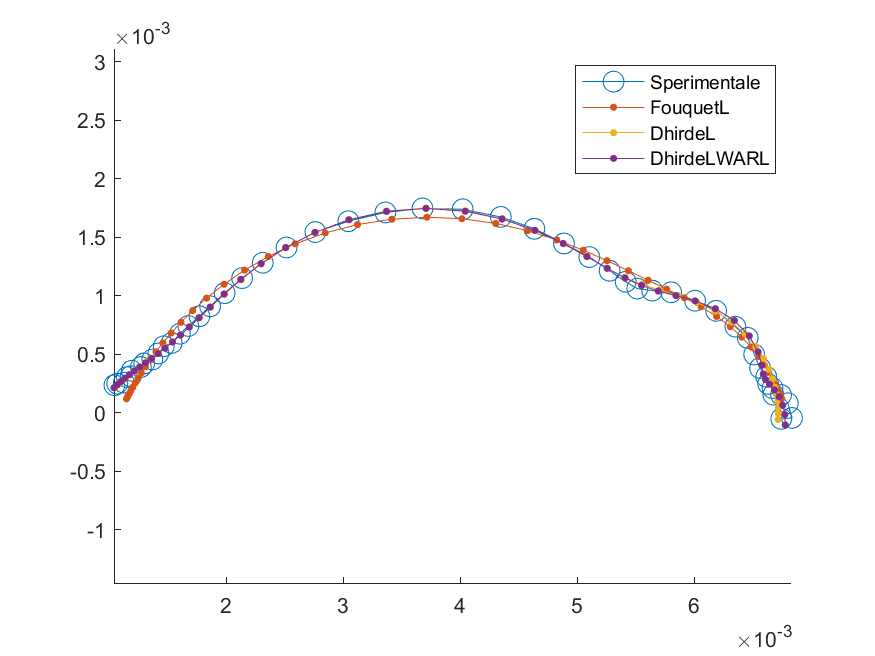 ×10⁻³
3
2.5
2
1.5
1
0.5
0
-0.5
-1
Sperimentale
FouquetL
DhirdeL
DhirdeLWARL
2 3 4 5 6
×10⁻³